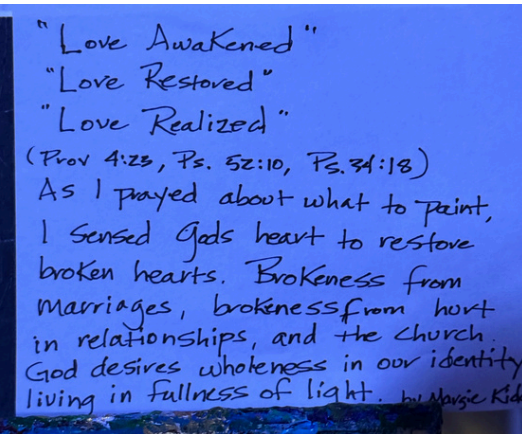 "Love Awakened"
"Love Restored"
"Love Realized"
(Prov 4:23, Ps. 52:10, Ps. 34:18)
As I prayed about what to paint,
I sensed gods heart to restore
broken hearts. Brokeness from
marriages, brokeness from hurt
in relationships, and the church.
God desires wholeness in our identity
living in fullness of light. by Margie Kid